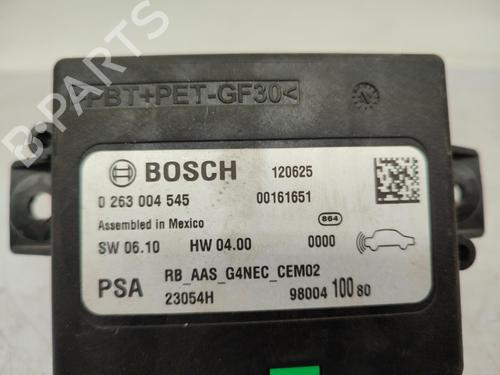 B-PARTS
>PBT+PET-GF30<
BOSCH 120625
0 263 004 545 00161651
Assembled in Mexico 864
SW 06.10 HW 04.00 0000
PSA RB_AAS_G4NEC_CEM02
23054H 98004 100 80